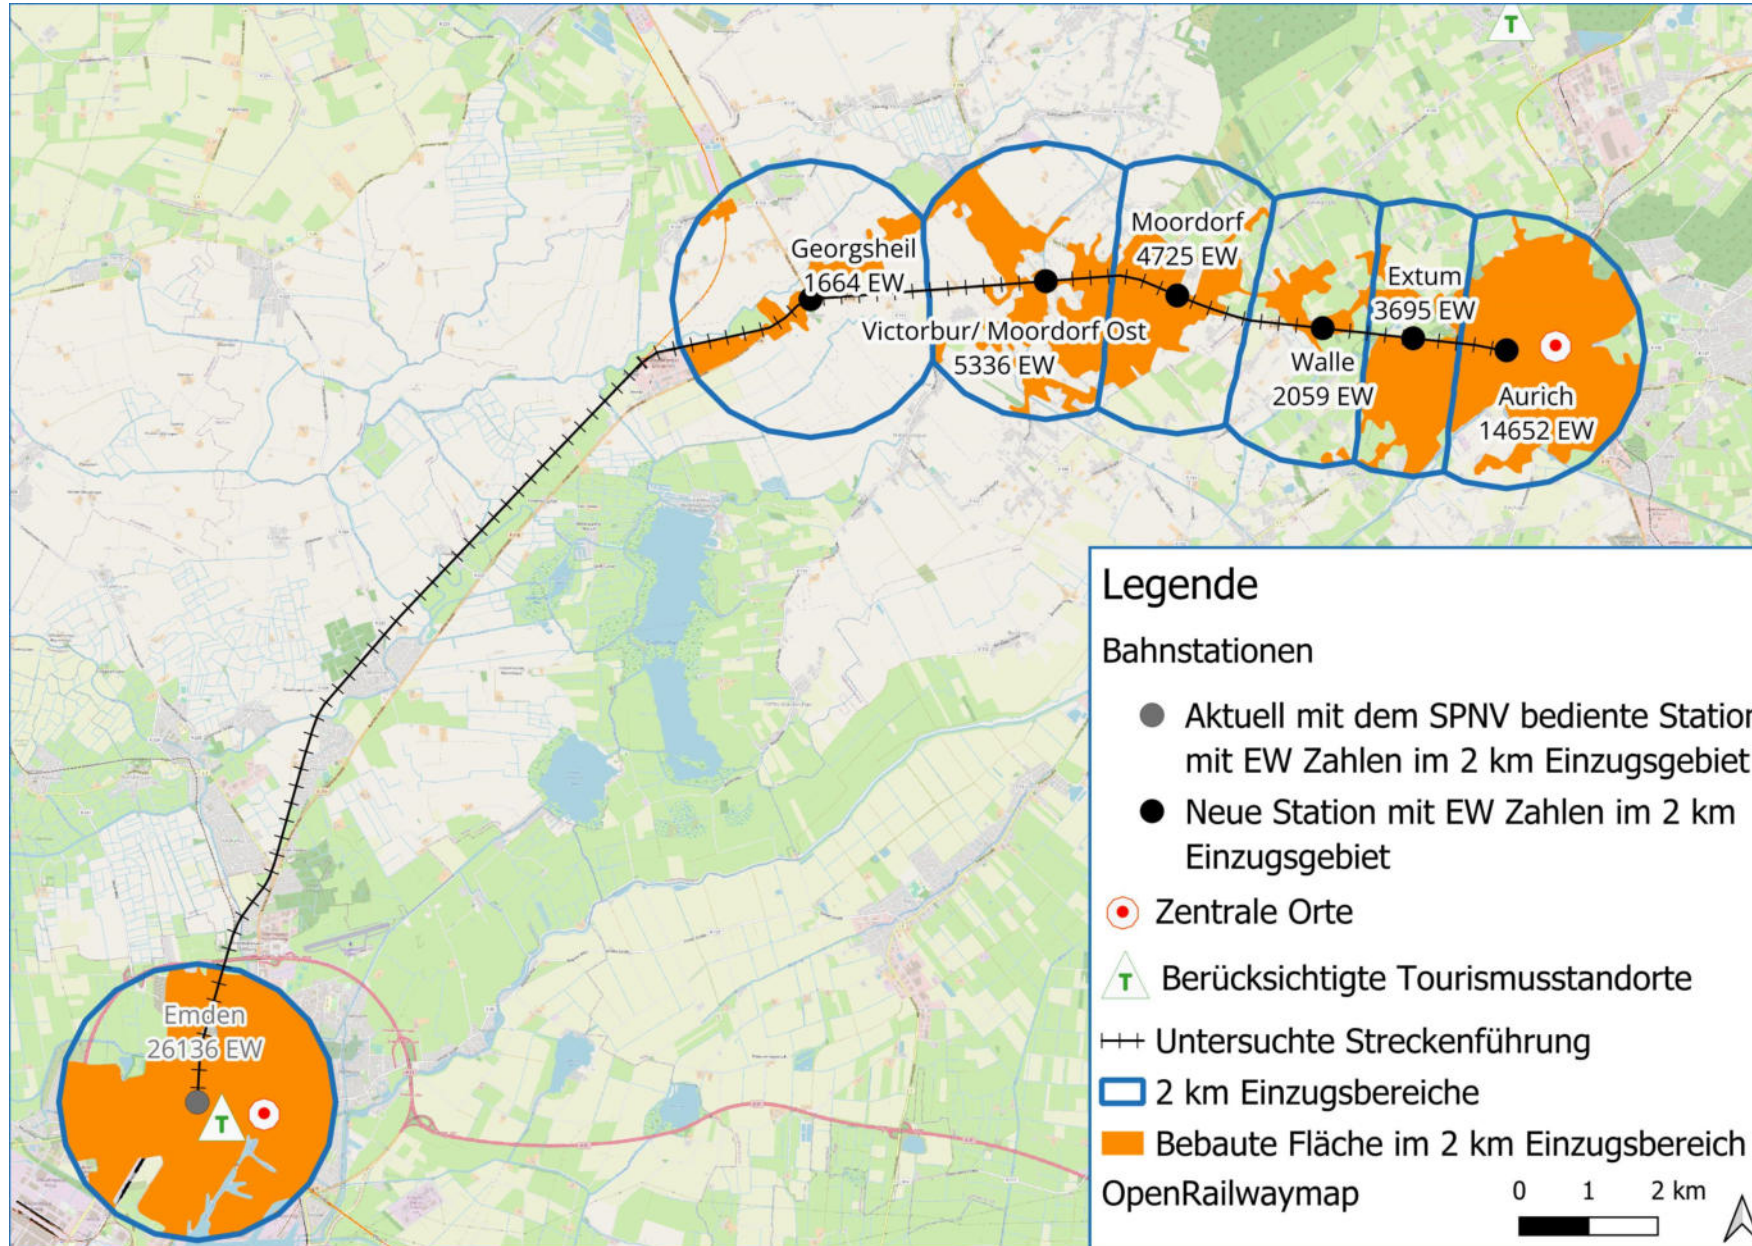 T
Georgsheil
1664 EW
Victorbur/ Moordorf Ost
5336 EW
Moordorf
4725 EW
Walle
2059 EW
Extum
3695 EW
Aurich
14652 EW
Emden
26136 EW
T
Legende
Bahnstationen
Aktuell mit dem SPNV bediente Station
mit EW Zahlen im 2 km Einzugsgebiet
Neue Station mit EW Zahlen im 2 km
Einzugsgebiet
Zentrale Orte
T Berücksichtigte Tourismusstandorte
Untersuchte Streckenführung
2 km Einzugsbereiche
Bebaute Fläche im 2 km Einzugsbereich
OpenRailwaymap
0 1 2 km